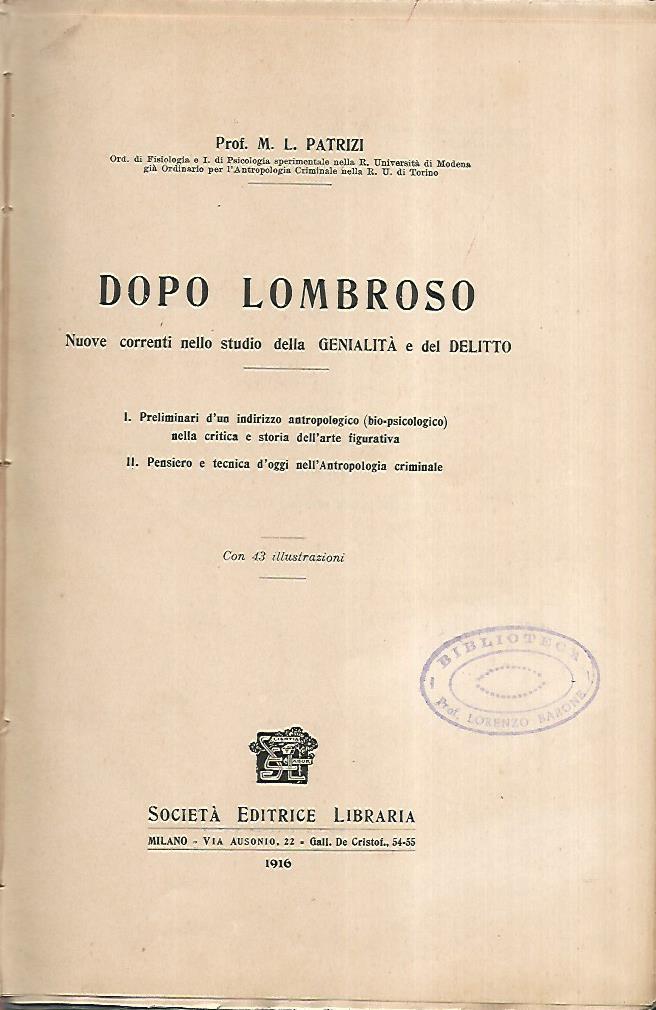 Prof. M. L. PATRIZI
Ord. di Fisiologia e I. di Psicologia sperimentale nella R. Università di Modena
già Ordinario per l'Antropologia Criminale nella R. U. di Torino
DOPO LOMBROSO
Nuove correnti nello studio della GENIALITÀ e del DELITTO
I. Preliminari d'un indirizzo antropologico (bio-psicologico)
nella critica e storia dell'arte figurativa
II. Pensiero e tecnica d'oggi nell'Antropologia criminale
Con 43 illustrazioni
BIBLIOTECA
Prof. LORENZO BARONE
SEL
SOCIETÀ EDITRICE LIBRARIA
MILANO - VIA AUSONIO, 22 - Gall. De Cristof., 54-55
1916